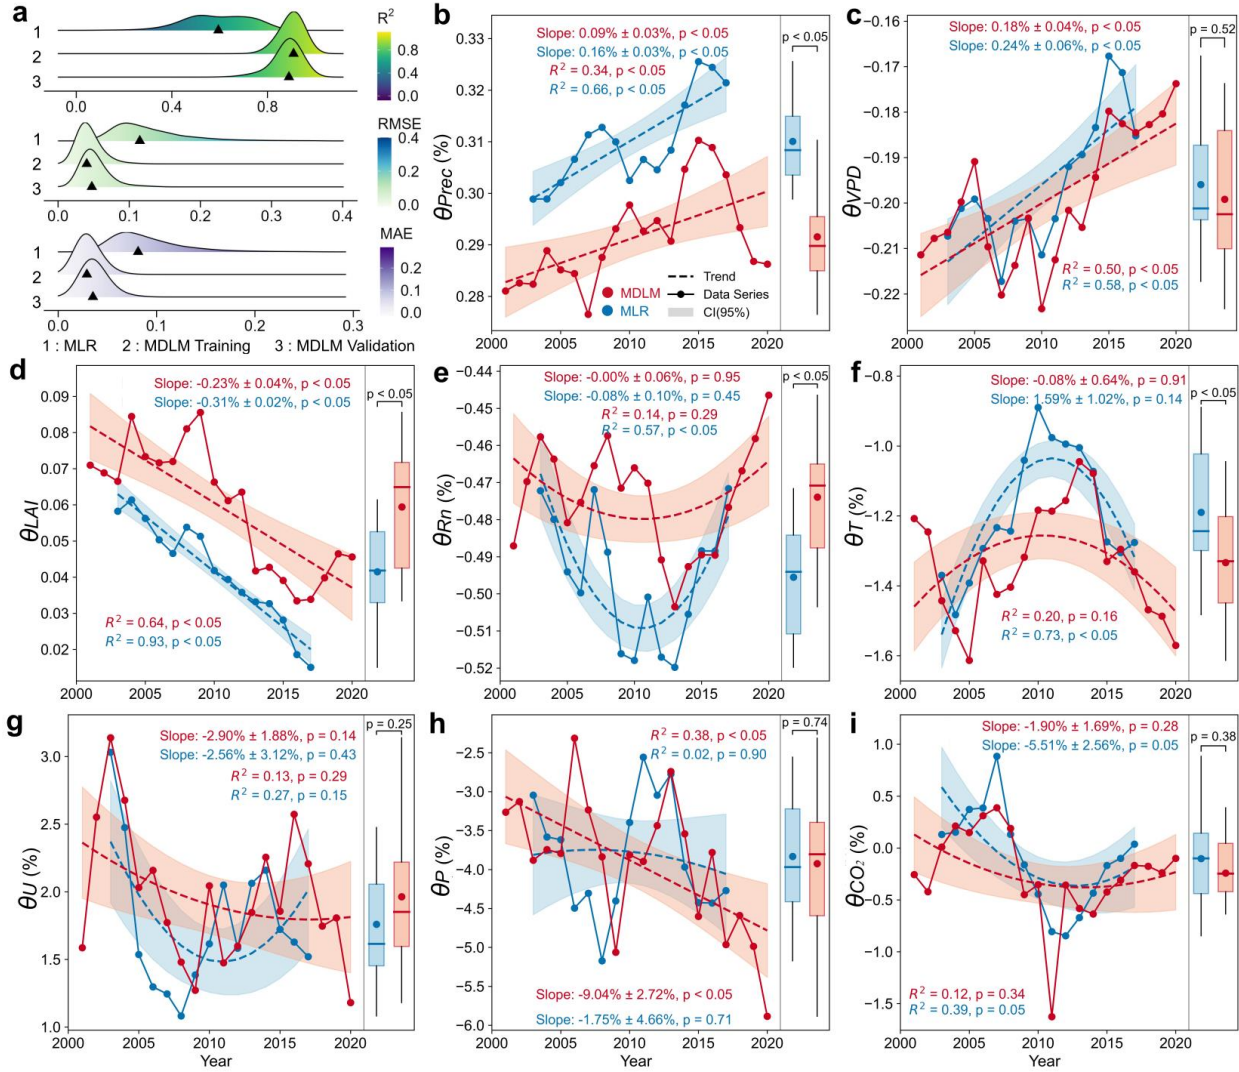 a
R²
1
2
3
0.8
0.4
0.0
0.0 0.4 0.8
RMSE
1
2
3
0.4
0.2
0.0
0.0 0.1 0.2 0.3 0.4
MAE
1
2
3
0.2
0.1
0.0
0.0 0.1 0.3
1 : MLR 2 : MDLM Training 3 : MDLM Validation
b
Slope: 0.09% ± 0.03%, p < 0.05
Slope: 0.16% ± 0.03%, p < 0.05
R² = 0.34, p < 0.05
R² = 0.66, p < 0.05
p < 0.05
θPrec (%)
0.33
0.32
0.31
0.30
0.29
0.28
Trend
MDLM Data Series
MLR CI(95%)
2000 2005 2010 2015 2020
c
Slope: 0.18% ± 0.04%, p < 0.05
Slope: 0.24% ± 0.06%, p < 0.05
p = 0.52
θVPD
−0.16
−0.17
−0.18
−0.19
−0.20
−0.21
−0.22
R² = 0.50, p < 0.05
R² = 0.58, p < 0.05
2000 2005 2010 2015 2020
d
Slope: -0.23% ± 0.04%, p < 0.05
Slope: -0.31% ± 0.02%, p < 0.05
p < 0.05
θLAI
0.09
0.08
0.07
0.06
0.05
0.04
0.03
0.02
R² = 0.64, p < 0.05
R² = 0.93, p < 0.05
2000 2005 2010 2015 2020
e
Slope: -0.00% ± 0.06%, p = 0.95
Slope: -0.08% ± 0.10%, p = 0.45
R² = 0.14, p = 0.29
R² = 0.57, p < 0.05
p < 0.05
θRn (%)
−0.44
−0.45
−0.46
−0.47
−0.48
−0.49
−0.50
−0.51
−0.52
2000 2005 2010 2015 2020
f
Slope: -0.08% ± 0.64%, p = 0.91
Slope: 1.59% ± 1.02%, p = 0.14
p < 0.05
θT (%)
−0.8
−1.0
−1.2
−1.4
−1.6
R² = 0.20, p = 0.16
R² = 0.73, p < 0.05
2000 2005 2010 2015 2020
g
Slope: -2.90% ± 1.88%, p = 0.14
Slope: -2.56% ± 3.12%, p = 0.43
R² = 0.13, p = 0.29
R² = 0.27, p = 0.15
p = 0.25
θU (%)
3.0
2.5
2.0
1.5
1.0
2000 2005 2010 2015 2020
Year
h
R² = 0.38, p < 0.05
R² = 0.02, p = 0.90
p = 0.74
θP (%)
−2.5
−3.0
−3.5
−4.0
−4.5
−5.0
−5.5
−6.0
Slope: -9.04% ± 2.72%, p < 0.05
Slope: -1.75% ± 4.66%, p = 0.71
2000 2005 2010 2015 2020
Year
i
Slope: -1.90% ± 1.69%, p = 0.28
Slope: -5.51% ± 2.56%, p = 0.05
p = 0.38
θCO₂ (%)
1.0
0.5
0.0
−0.5
−1.0
−1.5
R² = 0.12, p = 0.34
R² = 0.39, p = 0.05
2000 2005 2010 2015 2020
Year